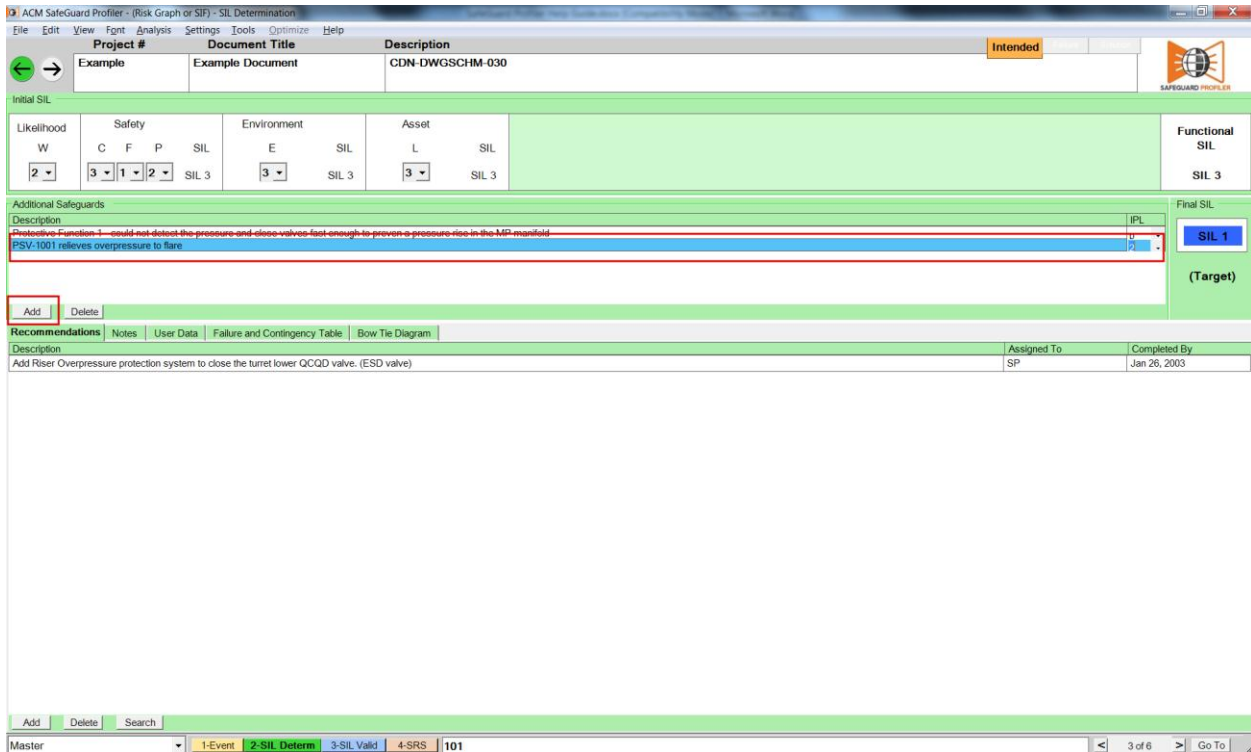 ACM SafeGuard Profiler - (Risk Graph or SIF) - SIL Determination
File Edit View Font Analysis Settings Tools Optimize Help
Project # Document Title Description Intended
Example Example Document CDN-DWGSCHM-030
SAFEGUARD PROFILER
Initial SIL
Likelihood Safety Environment Asset Functional SIL
W C F P SIL E SIL L SIL
2 3 1 2 SIL 3 3 SIL 3 3 SIL 3 SIL 3
Additional Safeguards Final SIL
Description IPL
Protective Function 1 - could not detect the pressure and close valves fast enough to preven a pressure rise in the MP manifold 0
PSV-1001 relieves overpressure to flare 2
SIL 1
(Target)
Add Delete
Recommendations Notes User Data Failure and Contingency Table Bow Tie Diagram
Description Assigned To Completed By
Add Riser Overpressure protection system to close the turret lower QCQD valve. (ESD valve) SP Jan 26, 2003
Add Delete Search
Master 1-Event 2-SIL Determ 3-SIL Valid 4-SRS 101 < 3 of 6 > Go To